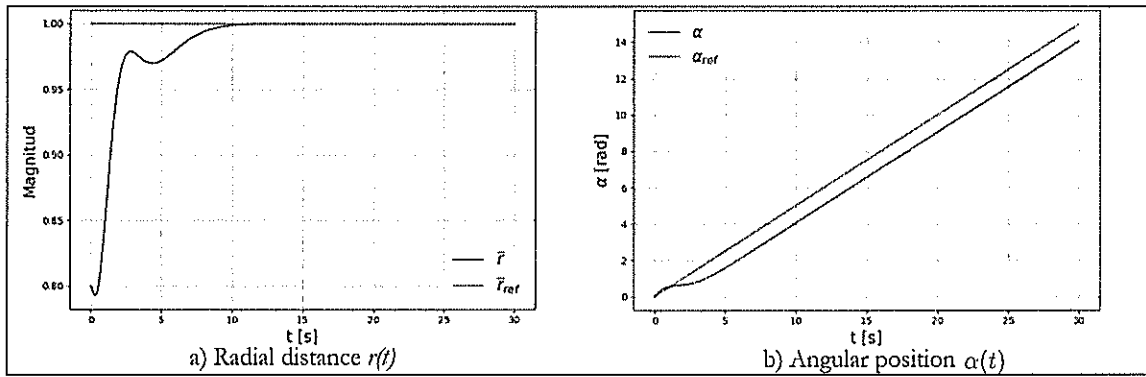 1.00
0.95
0.90
0.85
0.80
Magnitud
r̄
r̄ref
0
5
10
15
20
25
30
t [s]
a) Radial distance r(t)
14
12
10
8
6
4
2
0
α [rad]
α
αref
0
5
10
15
20
25
30
t [s]
b) Angular position α(t)